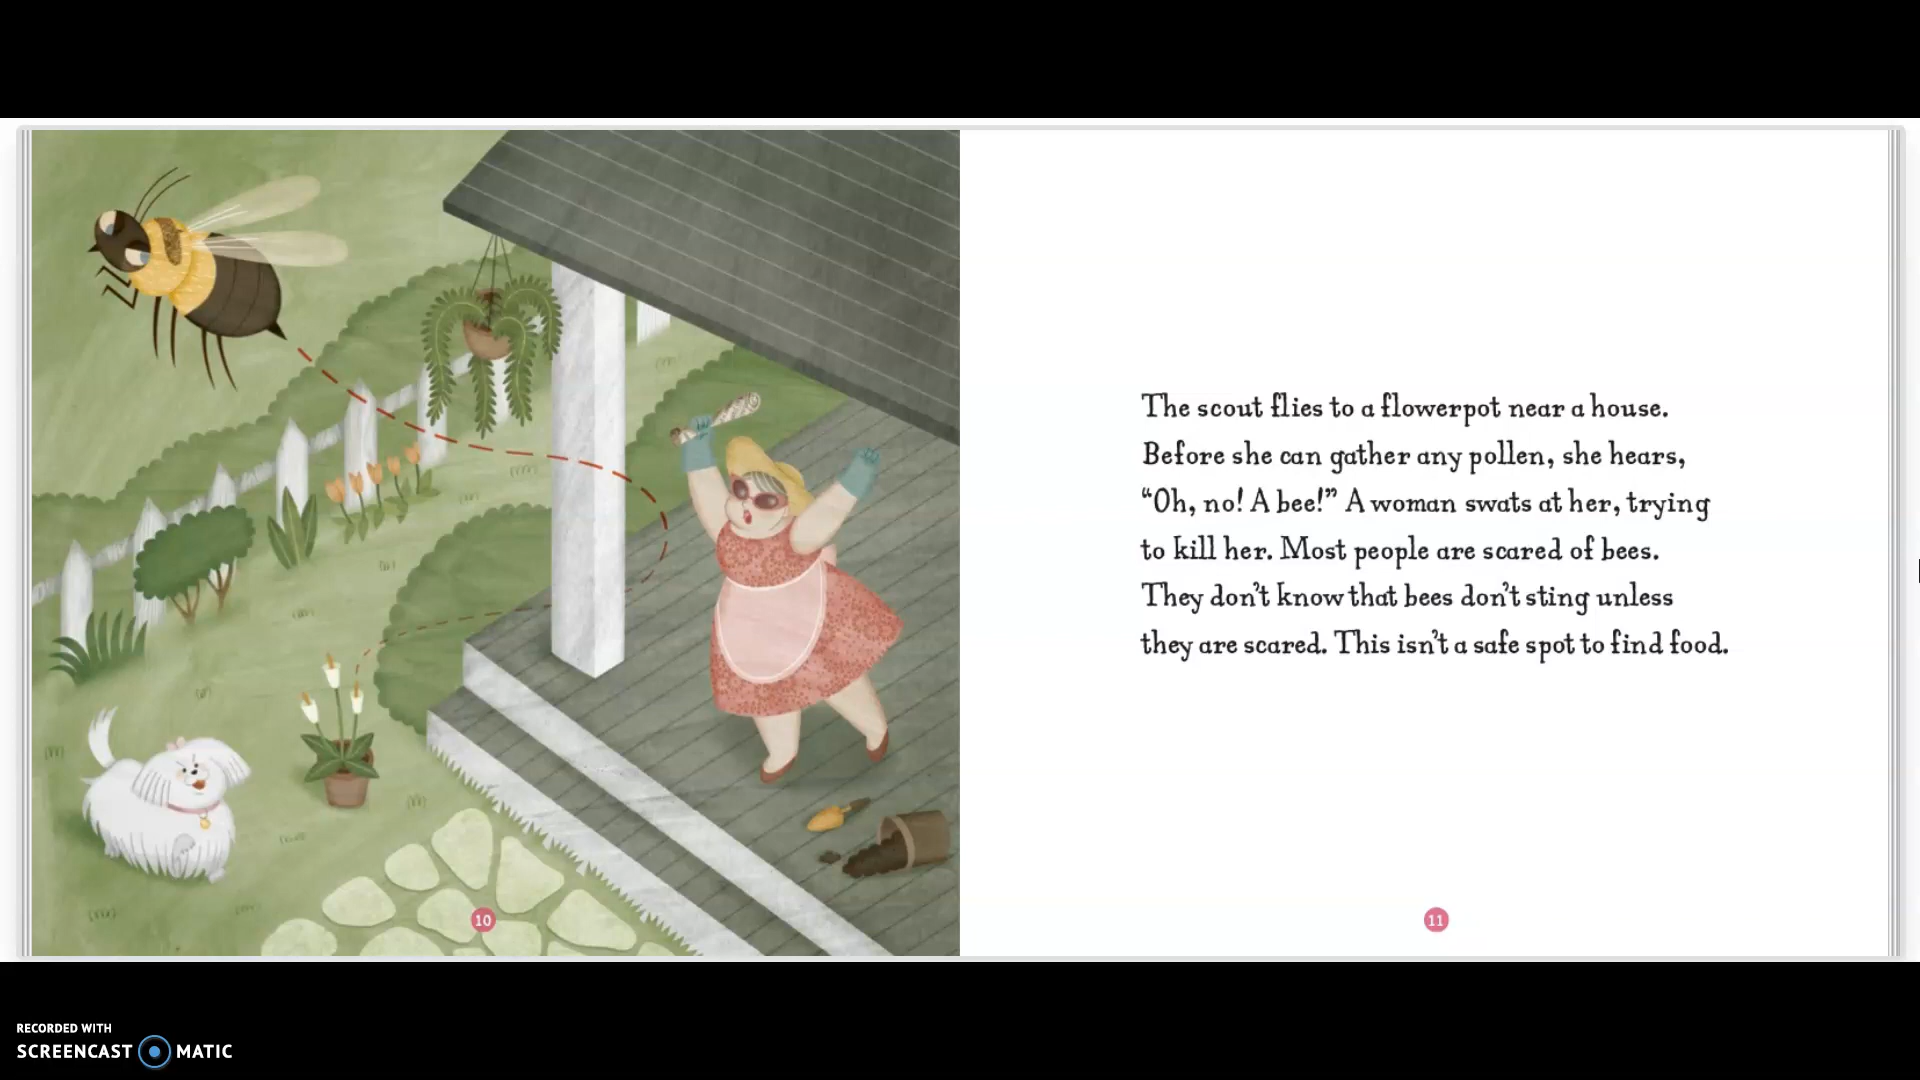 The scout flies to a flowerpot near a house.
Before she can gather any pollen, she hears,
“Oh, no! A bee!” A woman swats at her, trying
to kill her. Most people are scared of bees.
They don’t know that bees don’t sting unless
they are scared. This isn’t a safe spot to find food.
10
11
RECORDED WITH
SCREENCAST MATIC